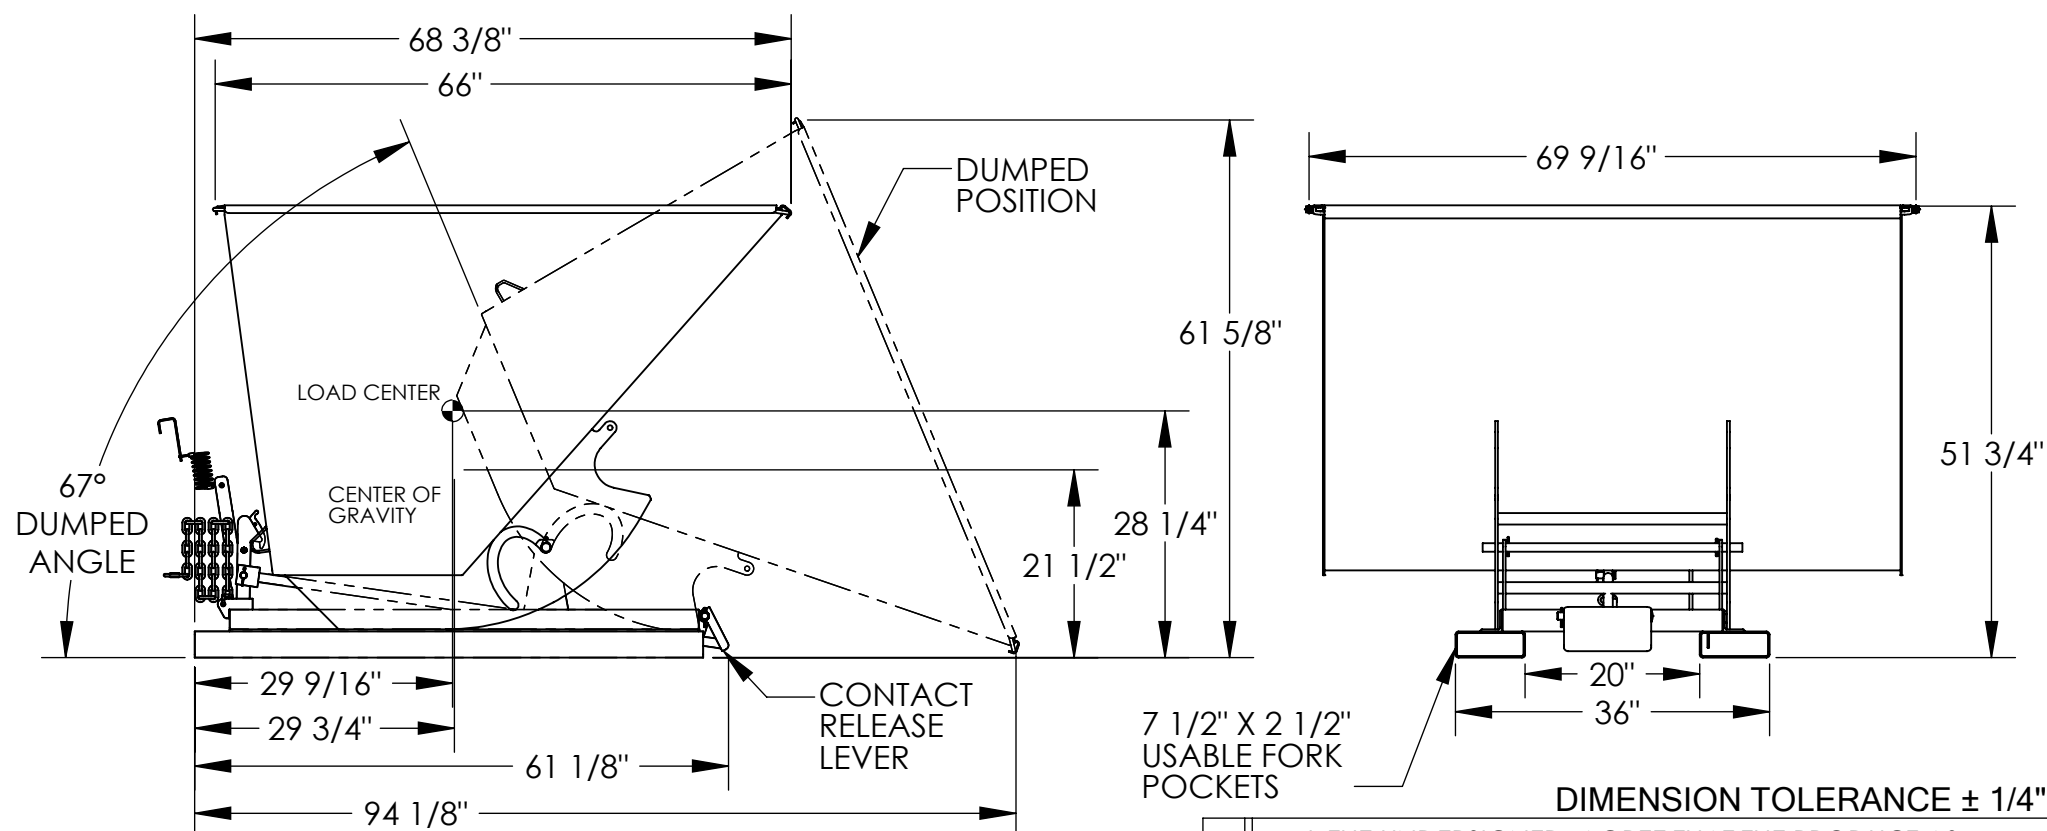 68 3/8"
66"
DUMPED
POSITION
69 9/16"
61 5/8"
LOAD CENTER
51 3/4"
67°
DUMPED
ANGLE
CENTER OF
GRAVITY
28 1/4"
21 1/2"
29 9/16"
29 3/4"
CONTACT
RELEASE
LEVER
20"
36"
7 1/2" X 2 1/2"
USABLE FORK
POCKETS
61 1/8"
94 1/8"
DIMENSION TOLERANCE ± 1/4"